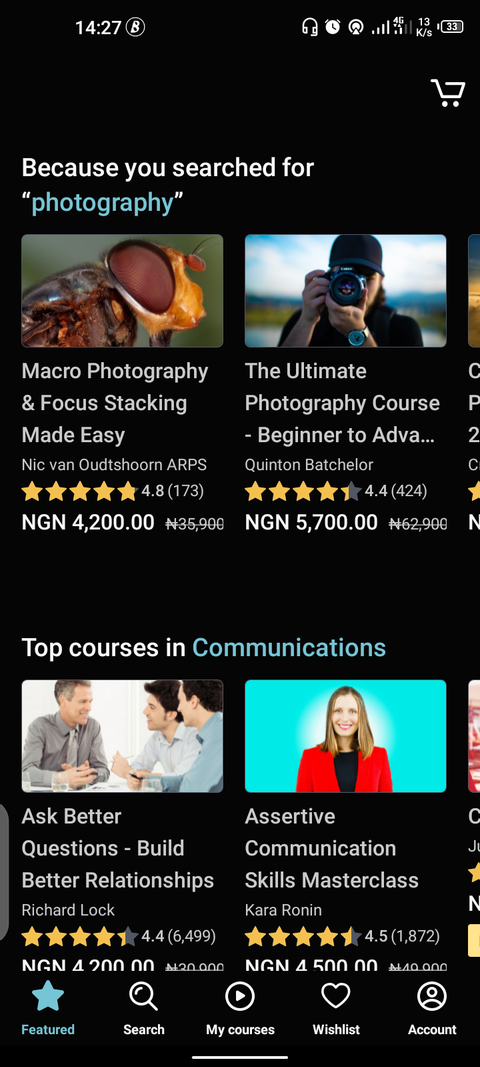 14:27
4G
13
K/s
33
Because you searched for
“photography”
Macro Photography
& Focus Stacking
Made Easy
Nic van Oudtshoorn ARPS
4.8 (173)
NGN 4,200.00 ₦35,900
The Ultimate
Photography Course
- Beginner to Adva...
Quinton Batchelor
4.4 (424)
NGN 5,700.00 ₦62,900
Top courses in Communications
Ask Better
Questions - Build
Better Relationships
Richard Lock
4.4 (6,499)
NGN 4,200.00 ₦30,900
Assertive
Communication
Skills Masterclass
Kara Ronin
4.5 (1,872)
NGN 4,500.00 ₦49,900
Featured
Search
My courses
Wishlist
Account